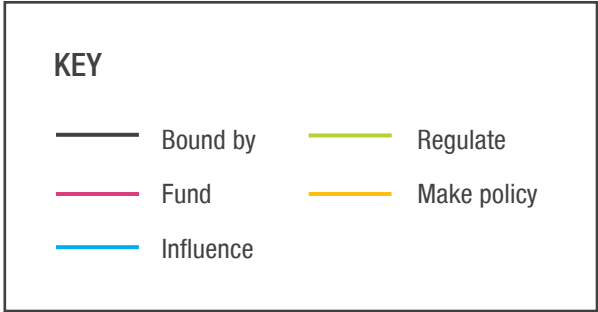 KEY
Bound by
Regulate
Fund
Make policy
Influence